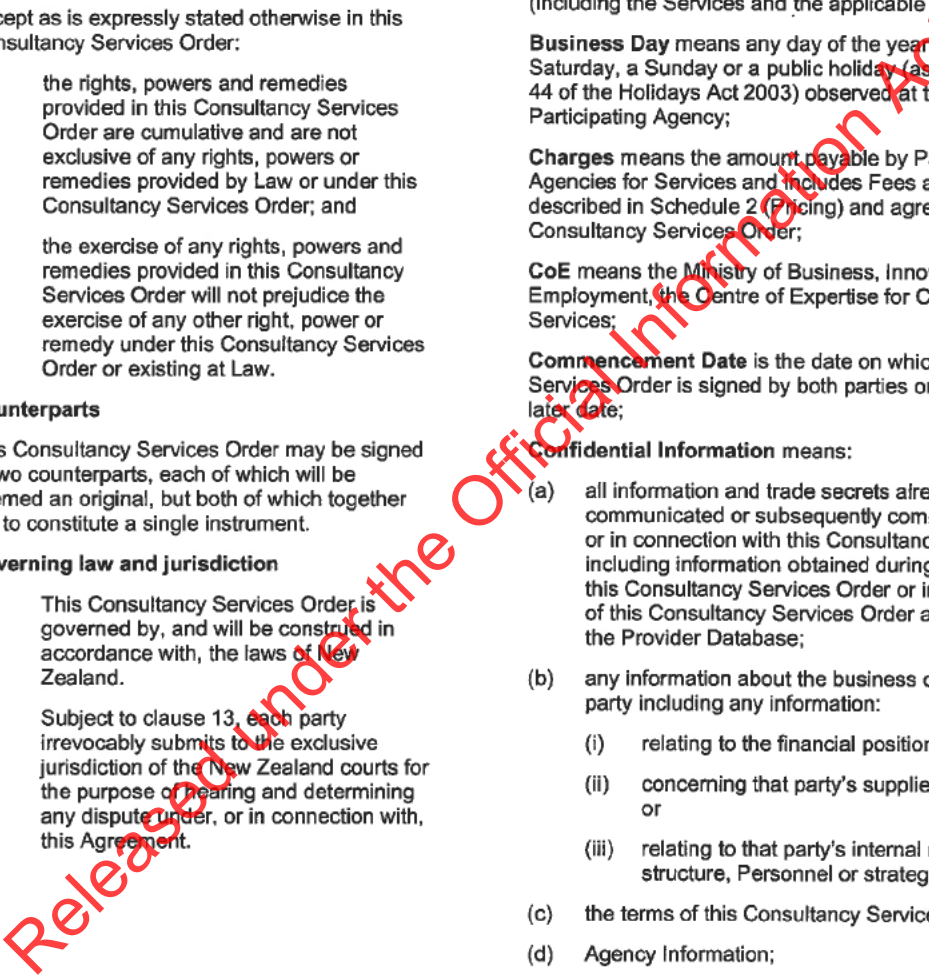 cept as is expressly stated otherwise in this
nsultancy Services Order:
the rights, powers and remedies
provided in this Consultancy Services
Order are cumulative and are not
exclusive of any rights, powers or
remedies provided by Law or under this
Consultancy Services Order; and
the exercise of any rights, powers and
remedies provided in this Consultancy
Services Order will not prejudice the
exercise of any other right, power or
remedy under this Consultancy Services
Order or existing at Law.
unterparts
s Consultancy Services Order may be signed
wo counterparts, each of which will be
emed an original, but both of which together
to constitute a single instrument.
verning law and jurisdiction
This Consultancy Services Order is
governed by, and will be construed in
accordance with, the laws of New
Zealand.
Subject to clause 13, each party
irrevocably submits to the exclusive
jurisdiction of the New Zealand courts for
the purpose of hearing and determining
any dispute under, or in connection with,
this Agreement.
(including the Services and the applicable
Business Day means any day of the year
Saturday, a Sunday or a public holiday (as
44 of the Holidays Act 2003) observed at t
Participating Agency;
Charges means the amount payable by Pa
Agencies for Services and includes Fees a
described in Schedule 2 (Pricing) and agre
Consultancy Services Order;
CoE means the Ministry of Business, Inno
Employment, the Centre of Expertise for C
Services;
Commencement Date is the date on whic
Services Order is signed by both parties or
later date;
Confidential Information means:
(a) all information and trade secrets alre
communicated or subsequently com
or in connection with this Consultanc
including information obtained during
this Consultancy Services Order or i
of this Consultancy Services Order a
the Provider Database;
(b) any information about the business o
party including any information:
(i) relating to the financial position
(ii) concerning that party's supplie
or
(iii) relating to that party's internal
structure, Personnel or strateg
(c) the terms of this Consultancy Service
(d) Agency Information;
Released under the Official Information Ac